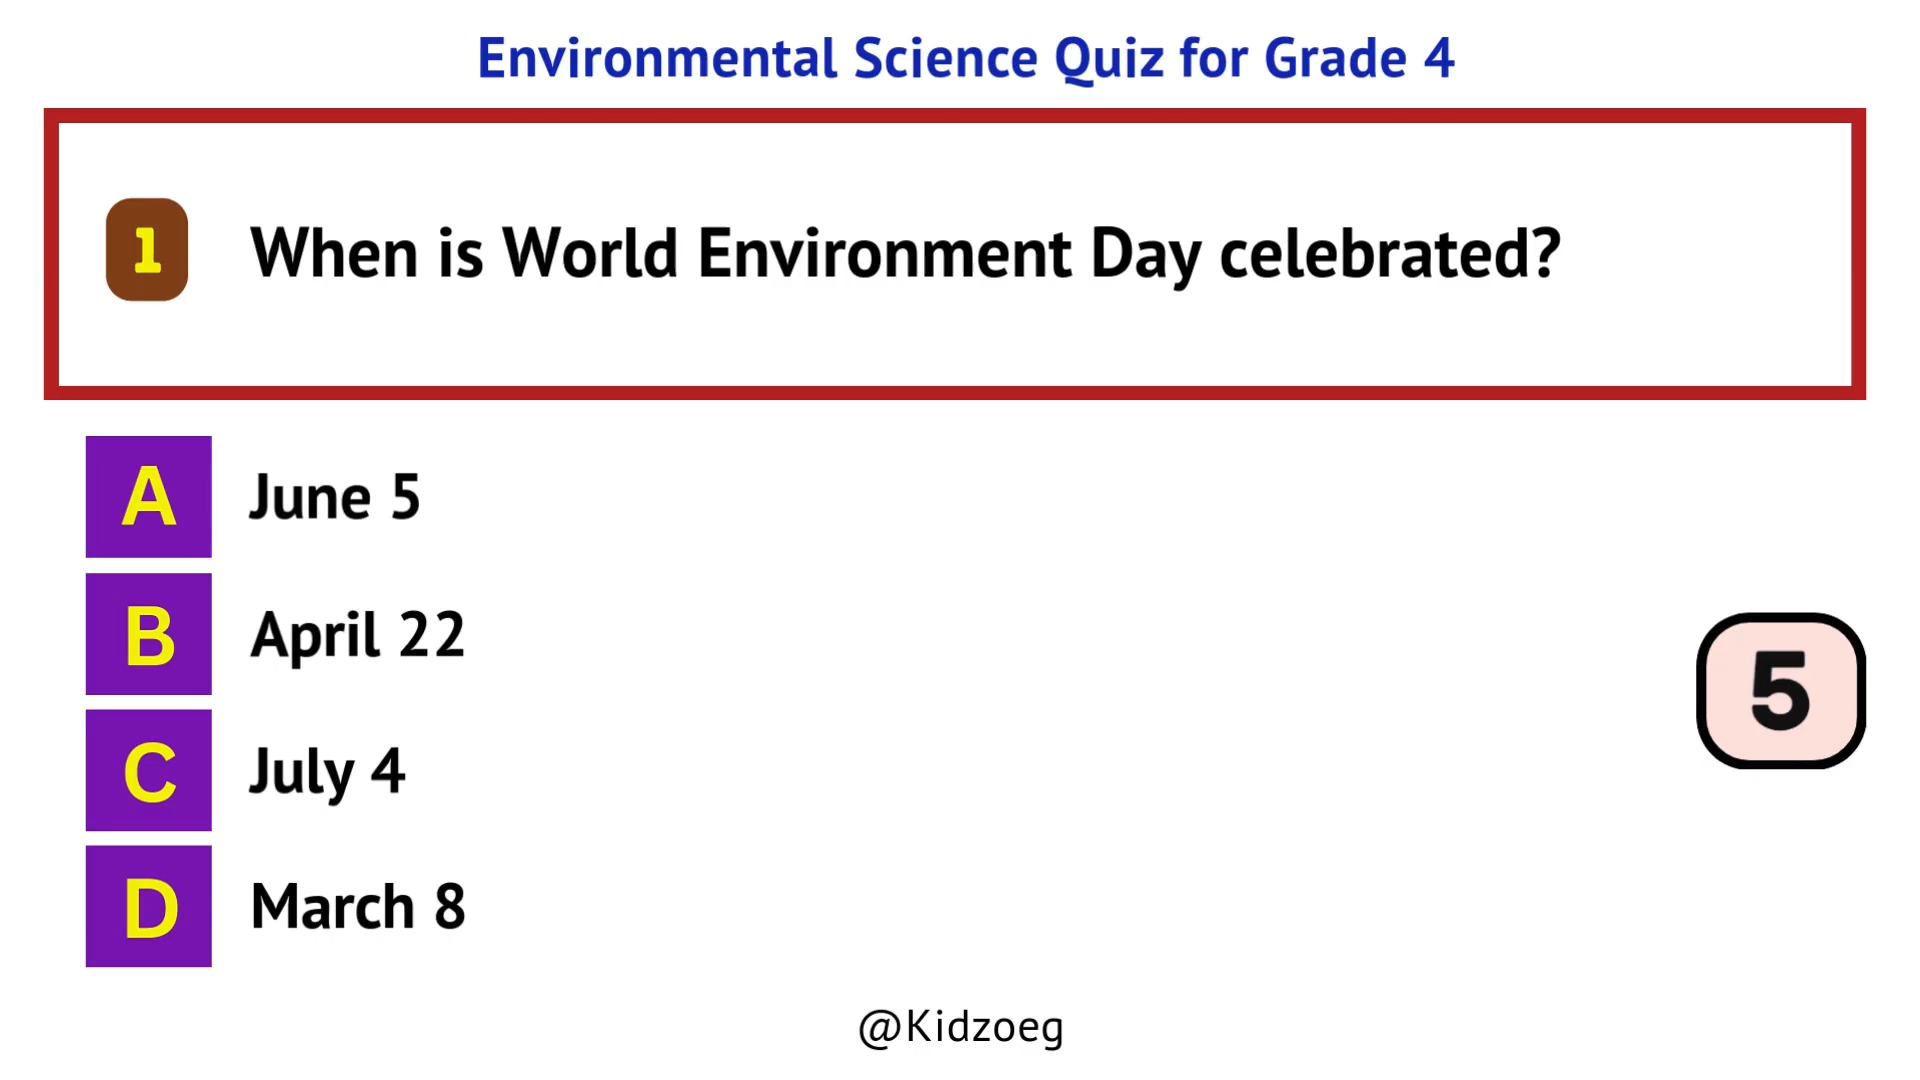 Environmental Science Quiz for Grade 4
1 When is World Environment Day celebrated?
A June 5
B April 22
C July 4
D March 8
5
@Kidzoeg